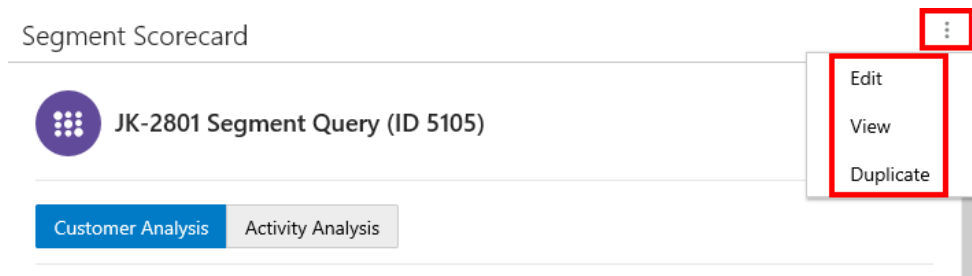 Segment Scorecard
Edit
JK-2801 Segment Query (ID 5105)
View
Duplicate
Customer Analysis
Activity Analysis